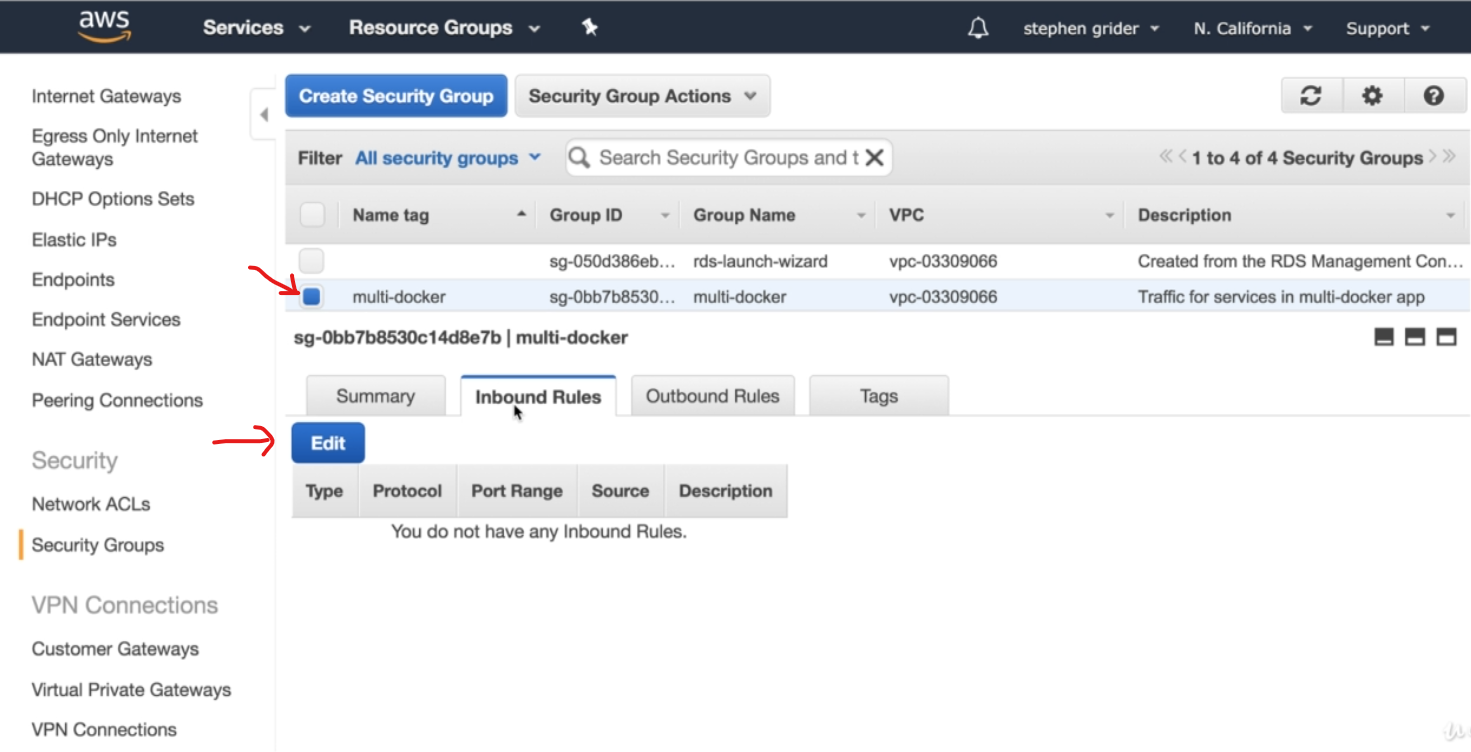 aws Services Resource Groups stephen grider N. California Support
Internet Gateways
Egress Only Internet
Gateways
DHCP Options Sets
Elastic IPs
Endpoints
Endpoint Services
NAT Gateways
Peering Connections
Security
Network ACLs
Security Groups
VPN Connections
Customer Gateways
Virtual Private Gateways
VPN Connections
Create Security Group Security Group Actions
Filter All security groups Search Security Groups and t 1 to 4 of 4 Security Groups
Name tag Group ID Group Name VPC Description
sg-050d386eb... rds-launch-wizard vpc-03309066 Created from the RDS Management Con...
multi-docker sg-0bb7b8530... multi-docker vpc-03309066 Traffic for services in multi-docker app
sg-0bb7b8530c14d8e7b | multi-docker
Summary Inbound Rules Outbound Rules Tags
Edit
Type Protocol Port Range Source Description
You do not have any Inbound Rules.